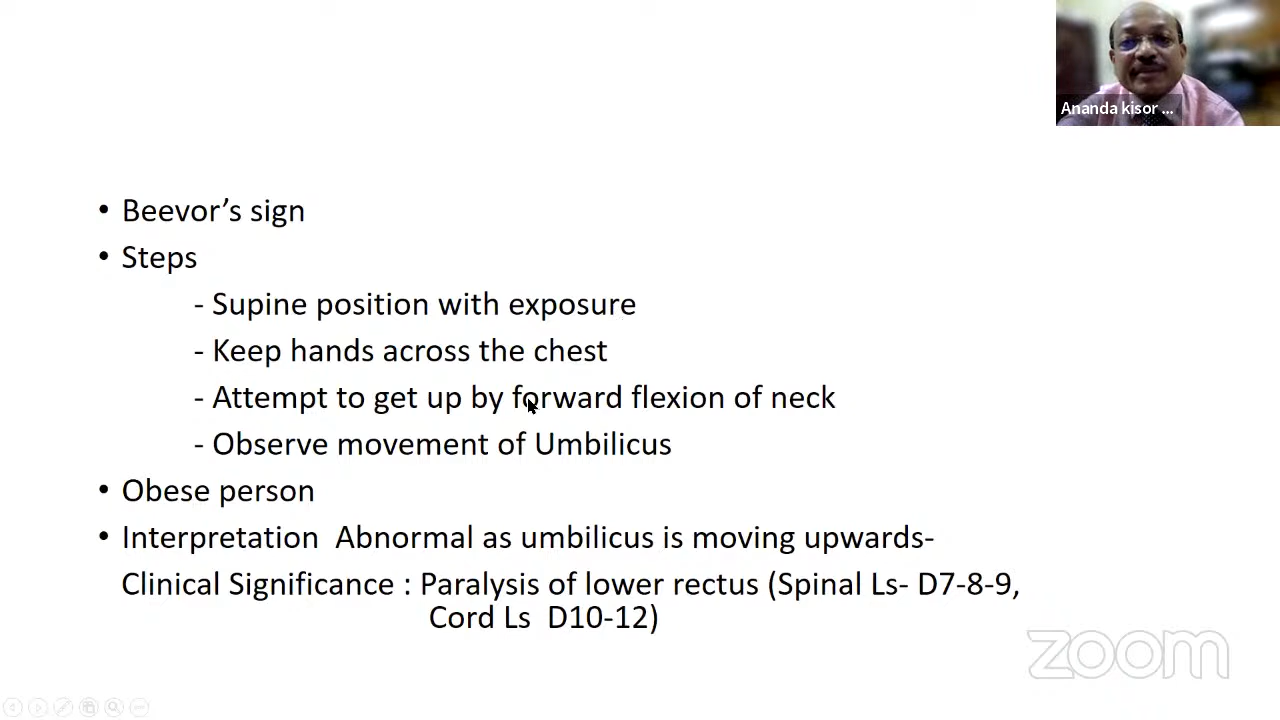 Ananda kisor ...
• Beevor’s sign
• Steps
- Supine position with exposure
- Keep hands across the chest
- Attempt to get up by forward flexion of neck
- Observe movement of Umbilicus
• Obese person
• Interpretation  Abnormal as umbilicus is moving upwards-
Clinical Significance : Paralysis of lower rectus (Spinal Ls- D7-8-9,
Cord Ls  D10-12)
zoom